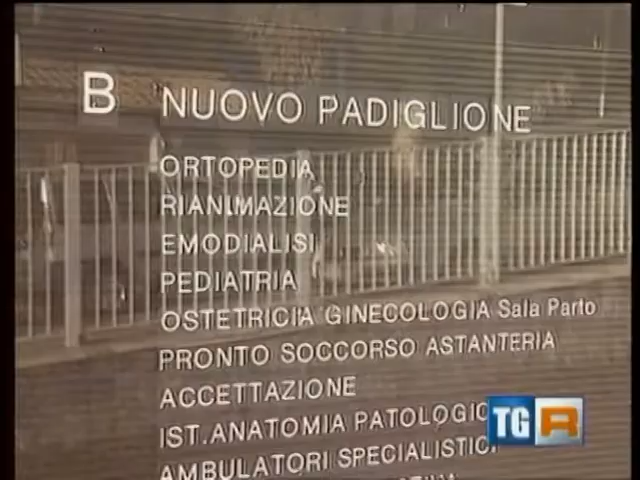 B NUOVO PADIGLIONE
ORTOPEDIA
RIANIMAZIONE
EMODIALISI
PEDIATRIA
OSTETRICIA GINECOLOGIA Sala Parto
PRONTO SOCCORSO ASTANTERIA
ACCETTAZIONE
IST. ANATOMIA PATOLOGIC
AMBULATORI SPECIALISTICI
TGR